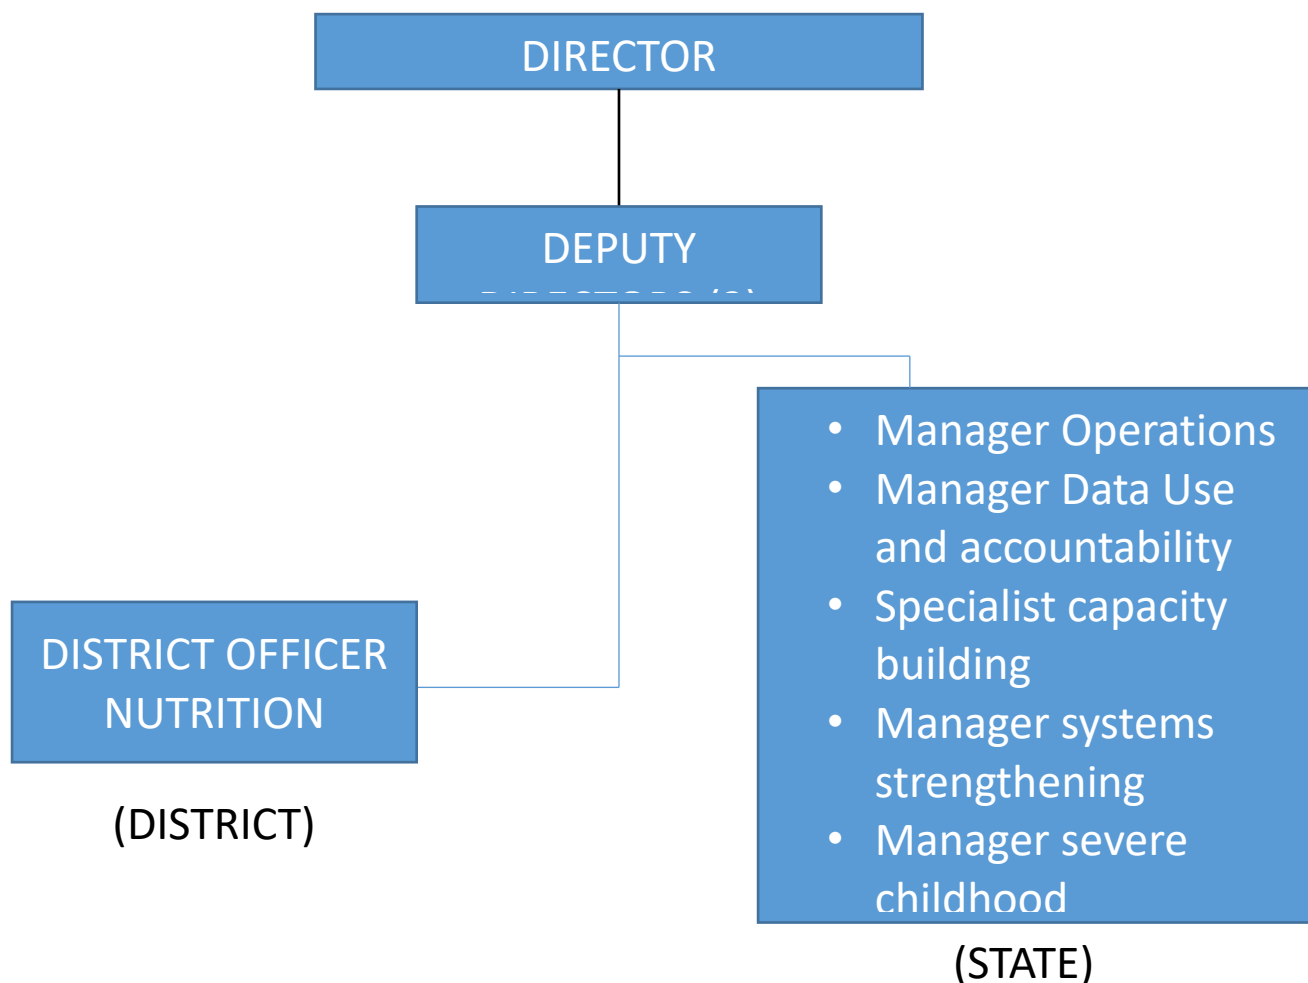 DIRECTOR
DEPUTY
• Manager Operations
• Manager Data Use
and accountability
• Specialist capacity
building
• Manager systems
strengthening
• Manager severe
childhood
DISTRICT OFFICER
NUTRITION
(DISTRICT)
(STATE)